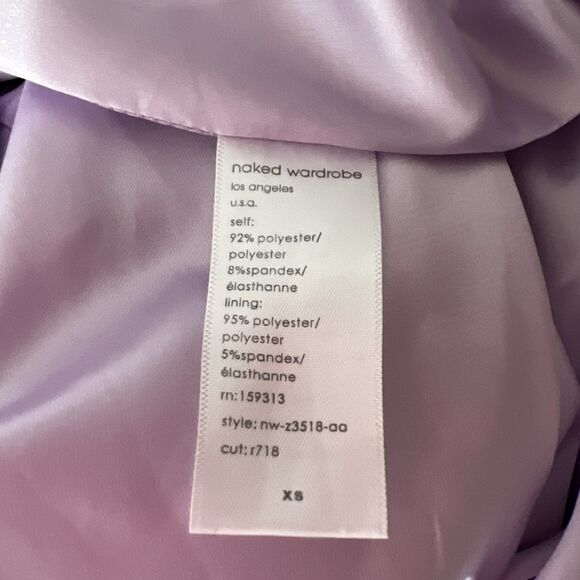 naked wardrobe
los angeles
u.s.a.
self:
92% polyester/
polyester
8%spandex/
élasthanne
lining:
95% polyester/
polyester
5%spandex/
élasthanne
rn:159313
style: nw-z3518-aa
cut: r718
xs